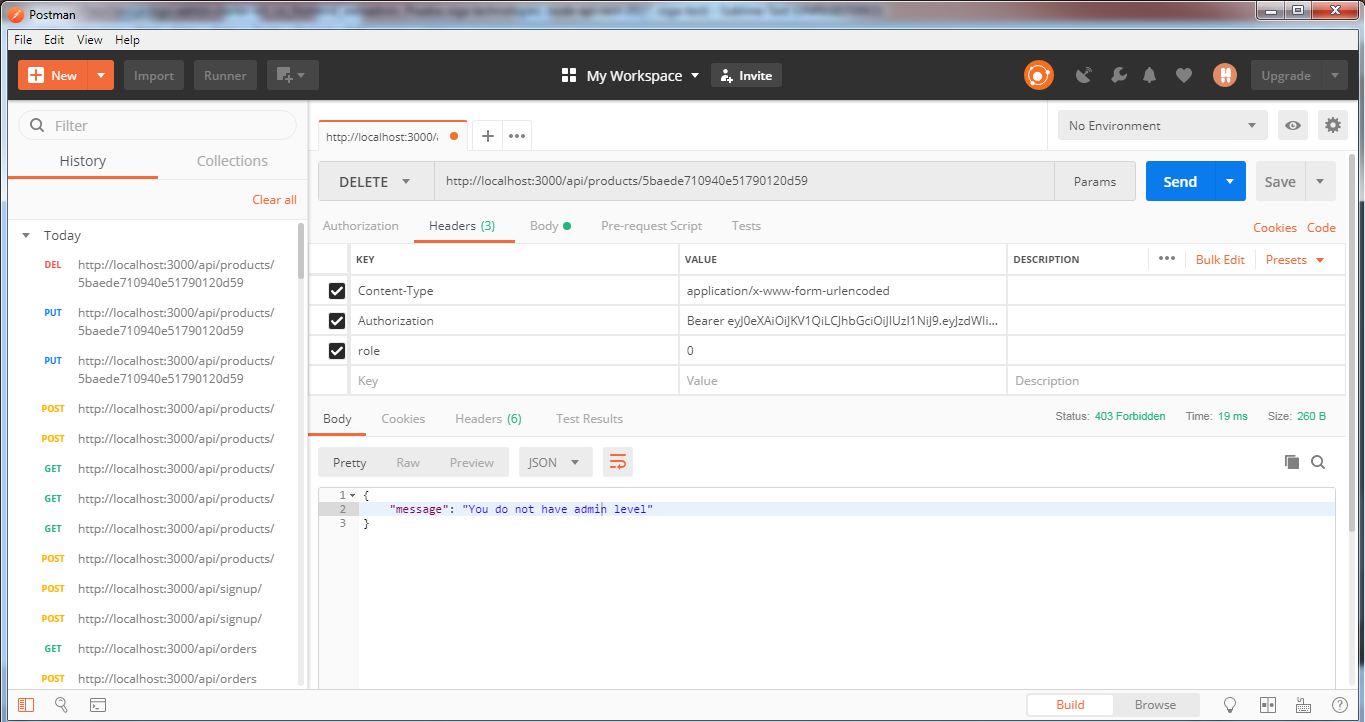 Postman
File Edit View Help
New Import Runner My Workspace Invite Upgrade
Filter
History Collections
Clear all
Today
DEL http://localhost:3000/api/products/
5baede710940e51790120d59
PUT http://localhost:3000/api/products/
5baede710940e51790120d59
PUT http://localhost:3000/api/products/
5baede710940e51790120d59
POST http://localhost:3000/api/products/
POST http://localhost:3000/api/products/
GET http://localhost:3000/api/products/
GET http://localhost:3000/api/products/
GET http://localhost:3000/api/products/
POST http://localhost:3000/api/products/
POST http://localhost:3000/api/signup/
POST http://localhost:3000/api/signup/
GET http://localhost:3000/api/orders
POST http://localhost:3000/api/orders
http://localhost:3000/
No Environment
DELETE http://localhost:3000/api/products/5baede710940e51790120d59 Params Send Save
Authorization Headers (3) Body Pre-request Script Tests Cookies Code
KEY VALUE DESCRIPTION ••• Bulk Edit Presets
Content-Type application/x-www-form-urlencoded
Authorization Bearer eyJ0eXAiOiJKV1QiLCJhbGciOiJIUzI1NiJ9.eyJzdWIi...
role 0
Key Value Description
Body Cookies Headers (6) Test Results Status: 403 Forbidden Time: 19 ms Size: 260 B
Pretty Raw Preview JSON
1 {
2 "message": "You do not have admin level"
3 }
Build Browse